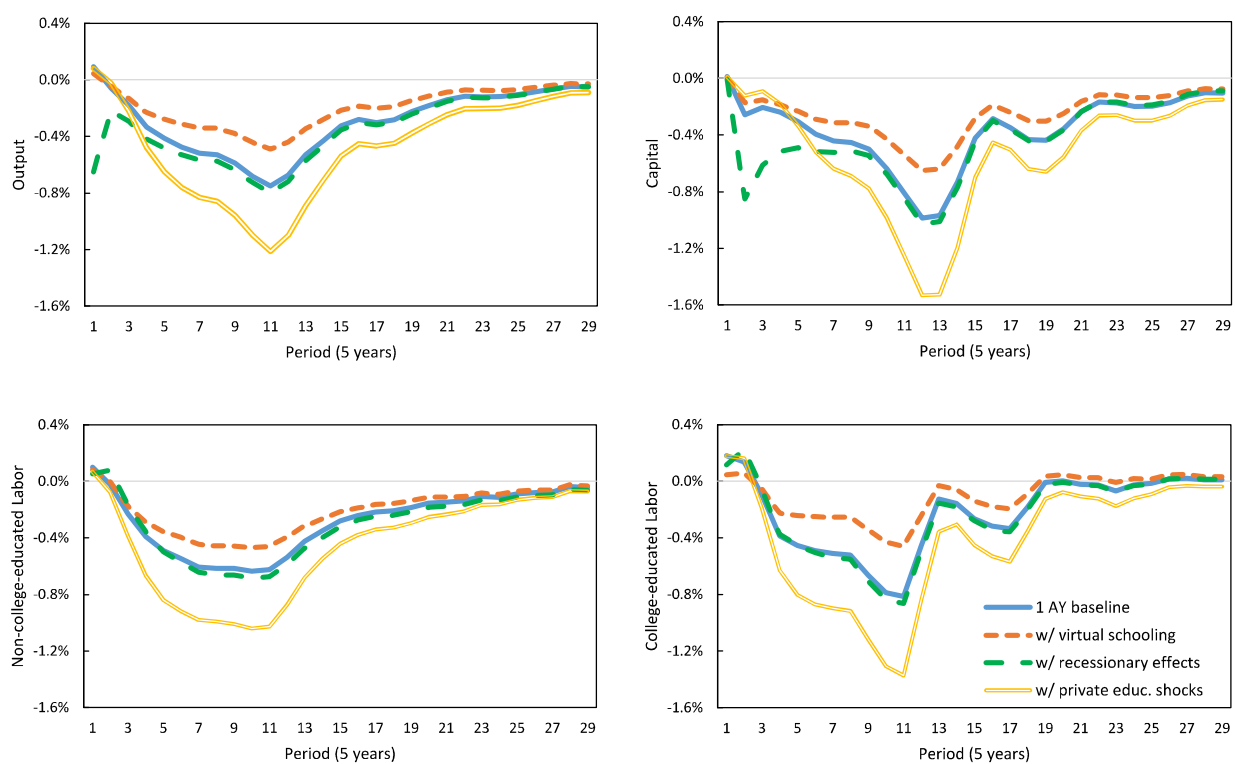 Output
0.4%
0.0%
-0.4%
-0.8%
-1.2%
-1.6%
1 3 5 7 9 11 13 15 17 19 21 23 25 27 29
Period (5 years)
Capital
0.4%
0.0%
-0.4%
-0.8%
-1.2%
-1.6%
1 3 5 7 9 11 13 15 17 19 21 23 25 27 29
Period (5 years)
Non-college-educated Labor
0.4%
0.0%
-0.4%
-0.8%
-1.2%
-1.6%
1 3 5 7 9 11 13 15 17 19 21 23 25 27 29
Period (5 years)
College-educated Labor
0.4%
0.0%
-0.4%
-0.8%
-1.2%
-1.6%
1 AY baseline
w/ virtual schooling
w/ recessionary effects
w/ private educ. shocks
1 3 5 7 9 11 13 15 17 19 21 23 25 27 29
Period (5 years)